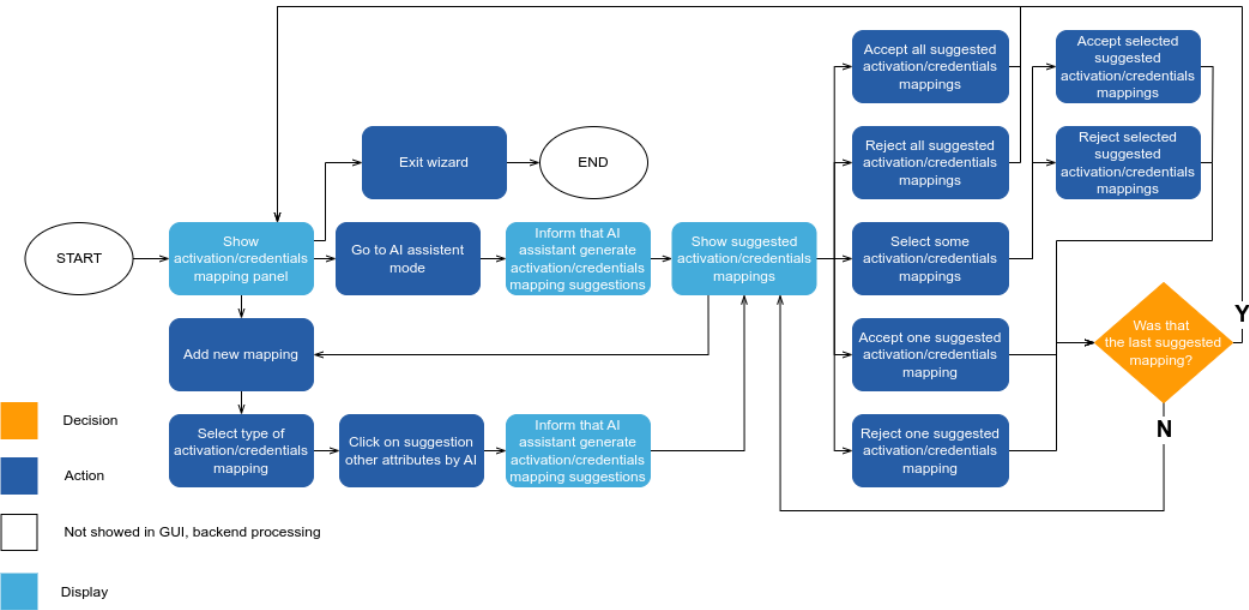 Accept all suggested
activation/credentials
mappings
Accept selected
suggested
activation/credentials
mappings
Exit wizard
END
Reject all suggested
activation/credentials
mappings
Reject selected
suggested
activation/credentials
mappings
START
Show
activation/credentials
mapping panel
Go to AI assistent
mode
Inform that AI
assistant generate
activation/credentials
mapping suggestions
Show suggested
activation/credentials
mappings
Select some
activation/credentials
mappings
Y
Add new mapping
Accept one suggested
activation/credentials
mapping
Was that
the last suggested
mapping?
N
Select type of
activation/credentials
mapping
Click on suggestion
other attributes by AI
Inform that AI
assistant generate
activation/credentials
mapping suggestions
Reject one suggested
activation/credentials
mapping
Decision
Action
Not showed in GUI, backend processing
Display